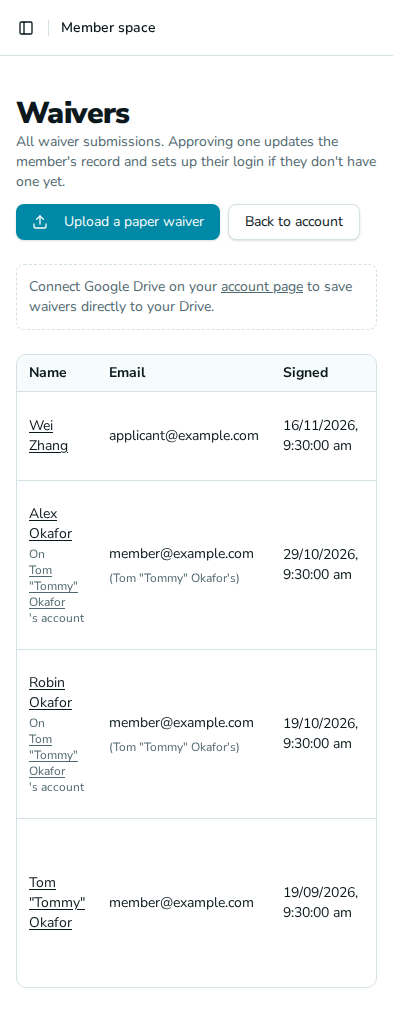 Member space
Waivers
All waiver submissions. Approving one updates the
member's record and sets up their login if they don't have
one yet.
Upload a paper waiver
Back to account
Connect Google Drive on your account page to save
waivers directly to your Drive.
Name Email Signed
Wei
Zhang
applicant@example.com
16/11/2026,
9:30:00 am
Alex
Okafor
On
Tom
"Tommy"
Okafor
's account
member@example.com
(Tom "Tommy" Okafor's)
29/10/2026,
9:30:00 am
Robin
Okafor
On
Tom
"Tommy"
Okafor
's account
member@example.com
(Tom "Tommy" Okafor's)
19/10/2026,
9:30:00 am
Tom
"Tommy"
Okafor
member@example.com
19/09/2026,
9:30:00 am